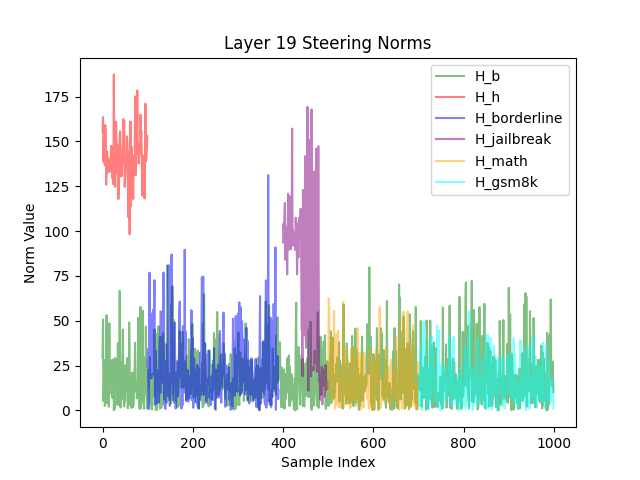 Layer 19 Steering Norms
H_b
H_h
H_borderline
H_jailbreak
H_math
H_gsm8k
Norm Value
175
150
125
100
75
50
25
0
0 200 400 600 800 1000
Sample Index